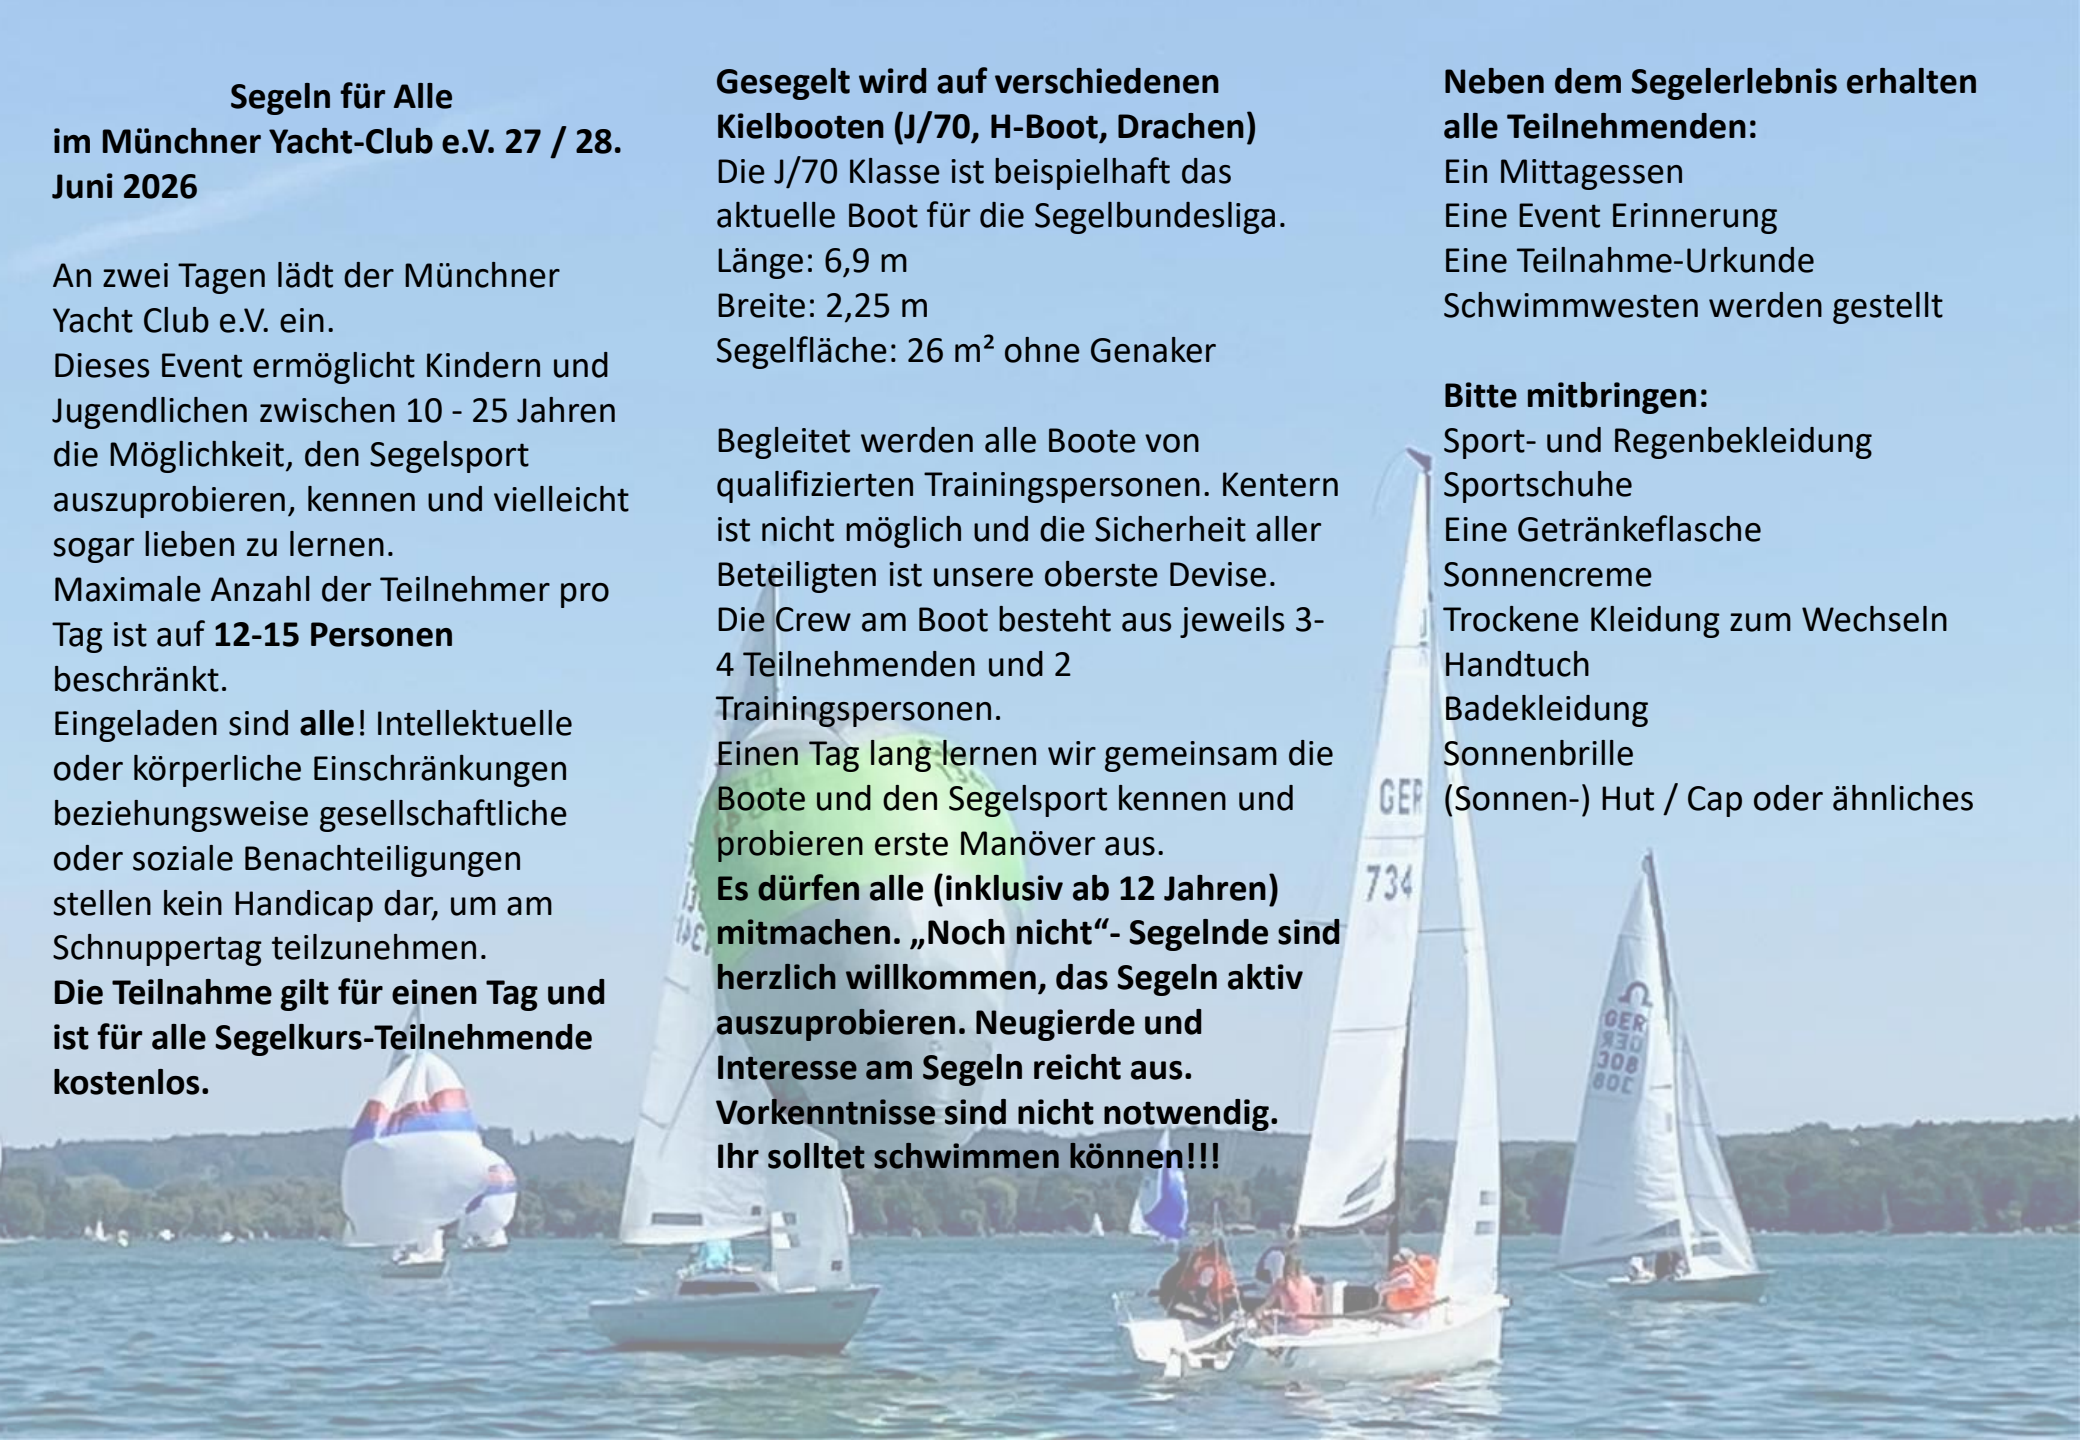 Segeln für Alle
im Münchner Yacht-Club e.V. 27 / 28.
Juni 2026
An zwei Tagen lädt der Münchner
Yacht Club e.V. ein.
Dieses Event ermöglicht Kindern und
Jugendlichen zwischen 10 - 25 Jahren
die Möglichkeit, den Segelsport
auszuprobieren, kennen und vielleicht
sogar lieben zu lernen.
Maximale Anzahl der Teilnehmer pro
Tag ist auf 12-15 Personen
beschränkt.
Eingeladen sind alle! Intellektuelle
oder körperliche Einschränkungen
beziehungsweise gesellschaftliche
oder soziale Benachteiligungen
stellen kein Handicap dar, um am
Schnuppertag teilzunehmen.
Die Teilnahme gilt für einen Tag und
ist für alle Segelkurs-Teilnehmende
kostenlos.
Gesegelt wird auf verschiedenen
Kielbooten (J/70, H-Boot, Drachen)
Die J/70 Klasse ist beispielhaft das
aktuelle Boot für die Segelbundesliga.
Länge: 6,9 m
Breite: 2,25 m
Segelfläche: 26 m² ohne Genaker
Begleitet werden alle Boote von
qualifizierten Trainingspersonen. Kentern
ist nicht möglich und die Sicherheit aller
Beteiligten ist unsere oberste Devise.
Die Crew am Boot besteht aus jeweils 3-
4 Teilnehmenden und 2
Trainingspersonen.
Einen Tag lang lernen wir gemeinsam die
Boote und den Segelsport kennen und
probieren erste Manöver aus.
Es dürfen alle (inklusiv ab 12 Jahren)
mitmachen. „Noch nicht“- Segelnde sind
herzlich willkommen, das Segeln aktiv
auszuprobieren. Neugierde und
Interesse am Segeln reicht aus.
Vorkenntnisse sind nicht notwendig.
Ihr solltet schwimmen können!!!
Neben dem Segelerlebnis erhalten
alle Teilnehmenden:
Ein Mittagessen
Eine Event Erinnerung
Eine Teilnahme-Urkunde
Schwimmwesten werden gestellt
Bitte mitbringen:
Sport- und Regenbekleidung
Sportschuhe
Eine Getränkeflasche
Sonnencreme
Trockene Kleidung zum Wechseln
Handtuch
Badekleidung
Sonnenbrille
(Sonnen-) Hut / Cap oder ähnliches
GER
734
GER
308